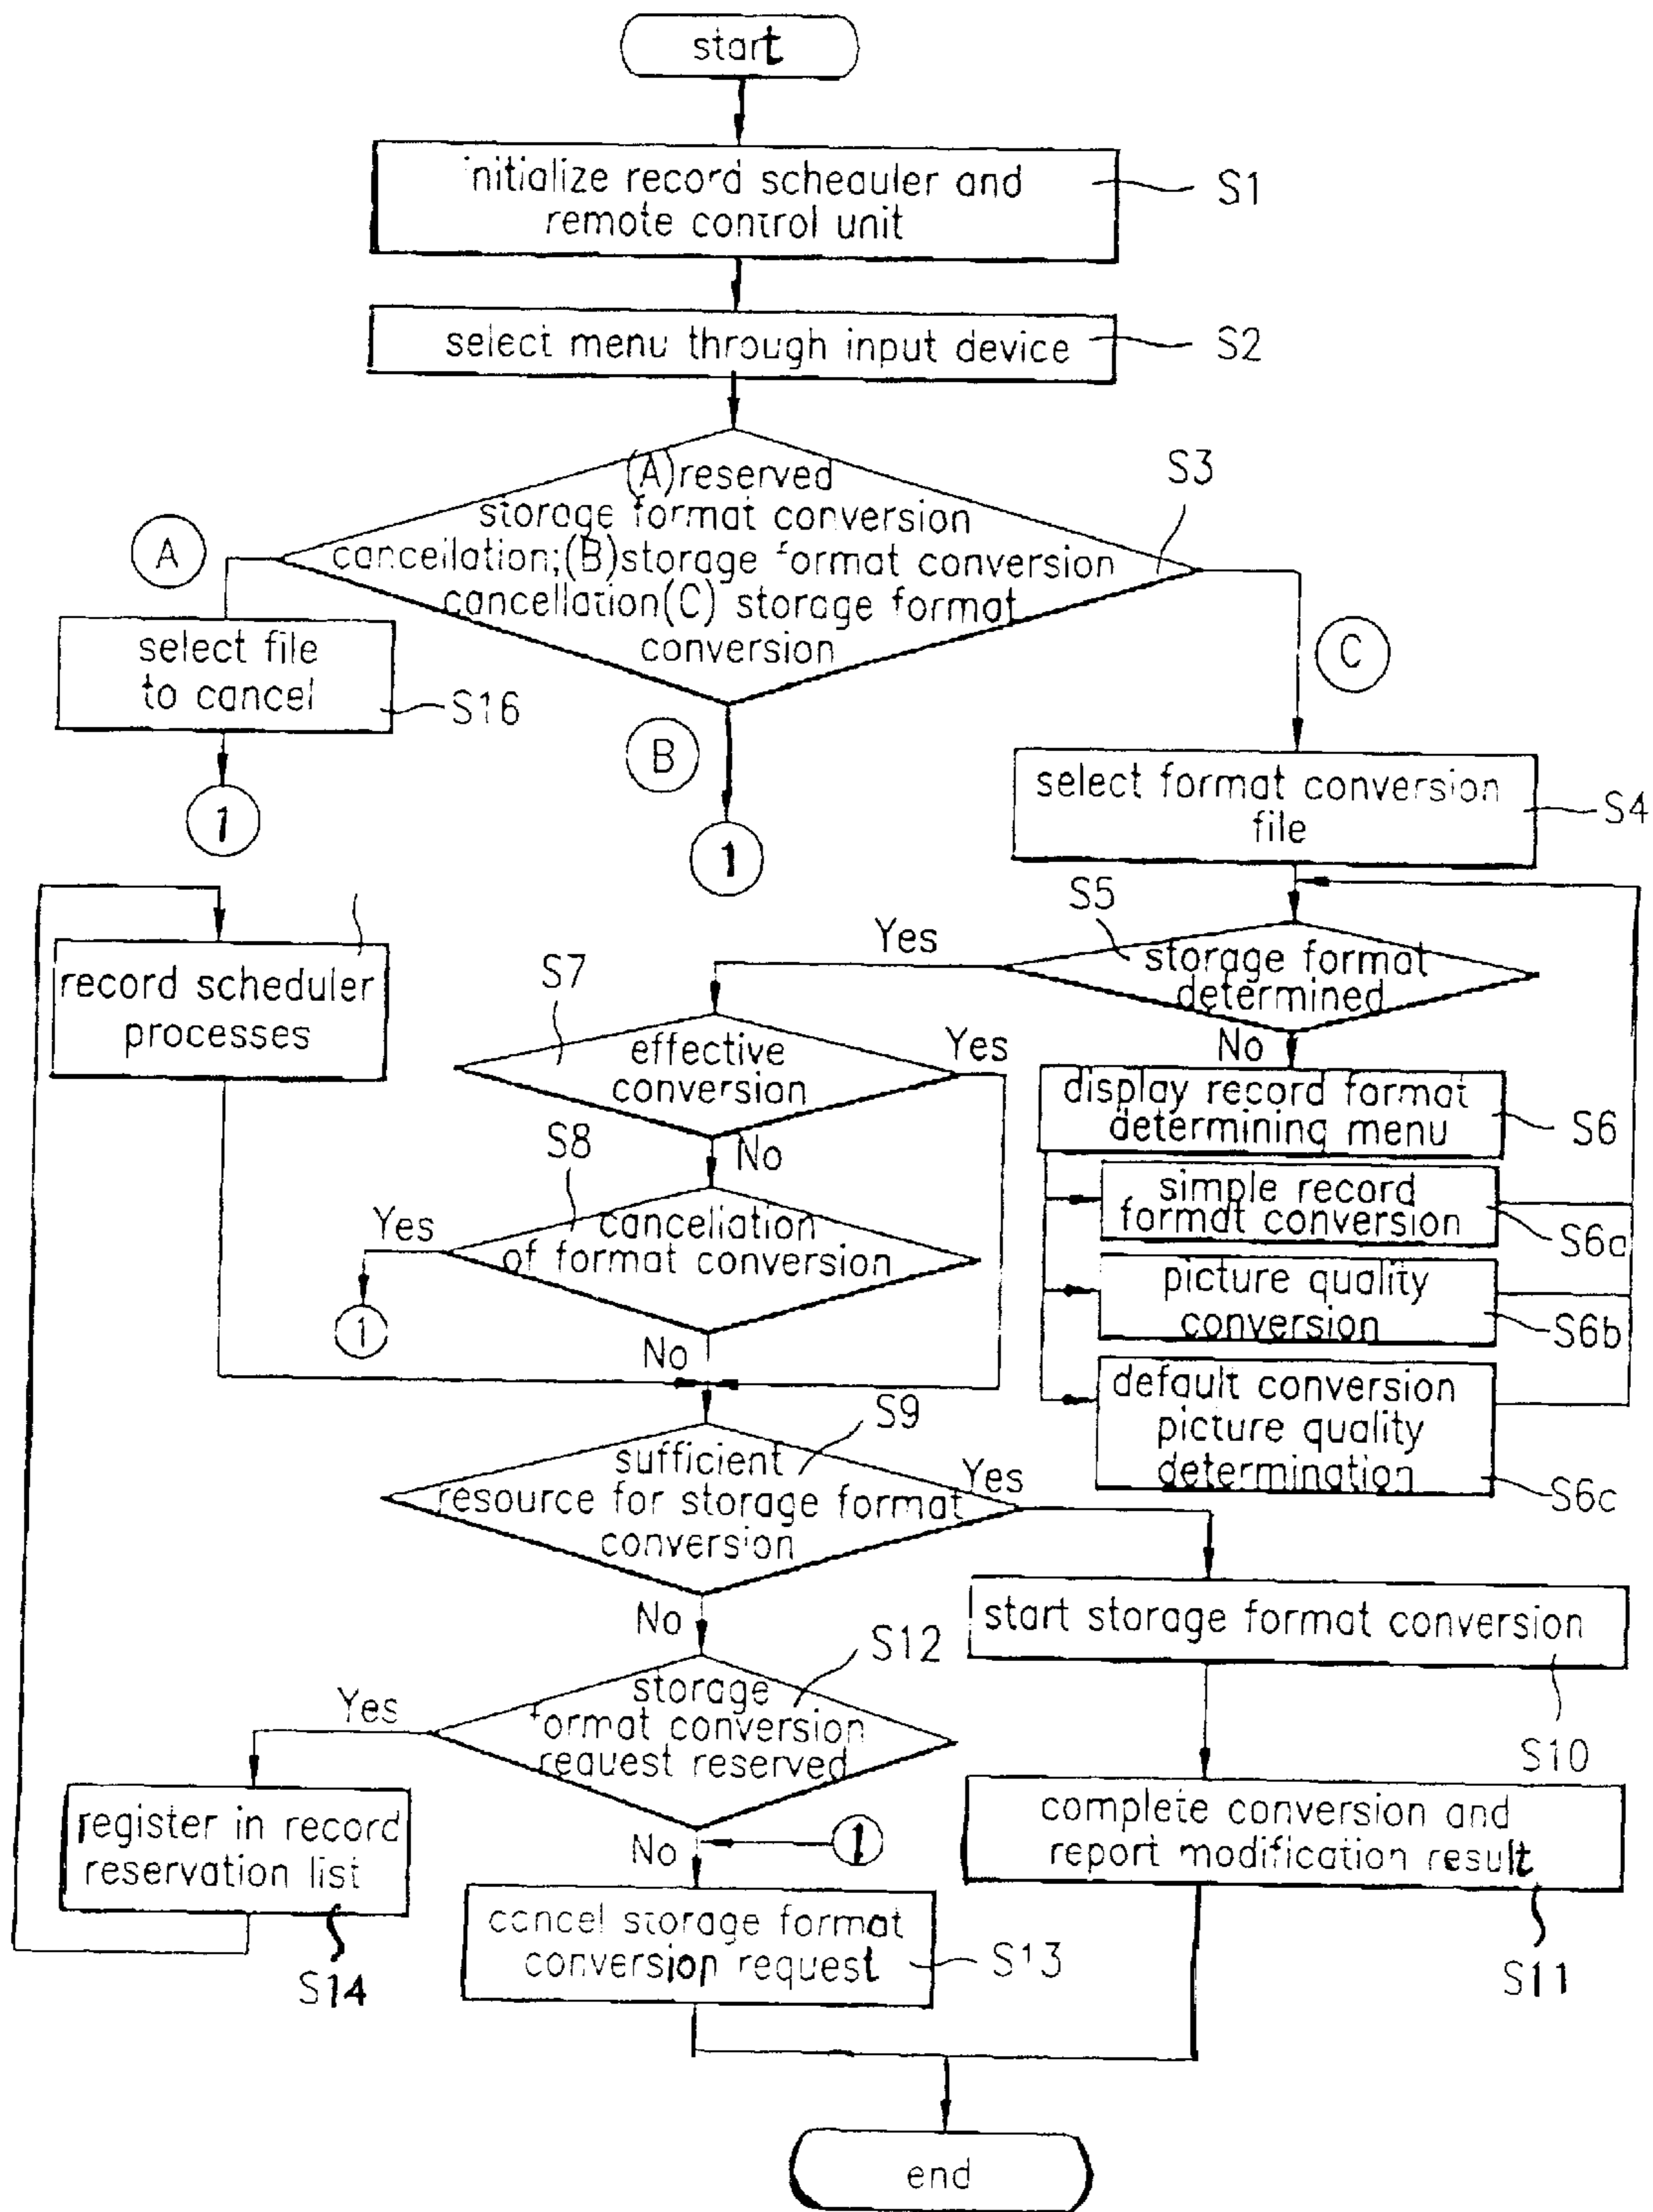 start
initialize record scheduler and
remote control unit
S1
select menu through input device
S2
(A)reserved
storage format conversion
cancellation;(B)storage format conversion
cancellation(C) storage format
conversion
S3
A
select file
to cancel
S16
1
B
1
C
select format conversion
file
S4
S5
storage format
determined
Yes
No
record scheduler
processes
S7
effective
conversion
Yes
No
display record format
determining menu
S6
simple record
format conversion
S6a
picture quality
conversion
S6b
default conversion
picture quality
determination
S6c
S8
cancellation
of format conversion
Yes
1
No
S9
sufficient
resource for storage format
conversion
Yes
No
start storage format conversion
S10
S12
storage
format conversion
request reserved
Yes
No
1
register in record
reservation list
S14
complete conversion and
report modification result
S11
cancel storage format
conversion request
S13
end